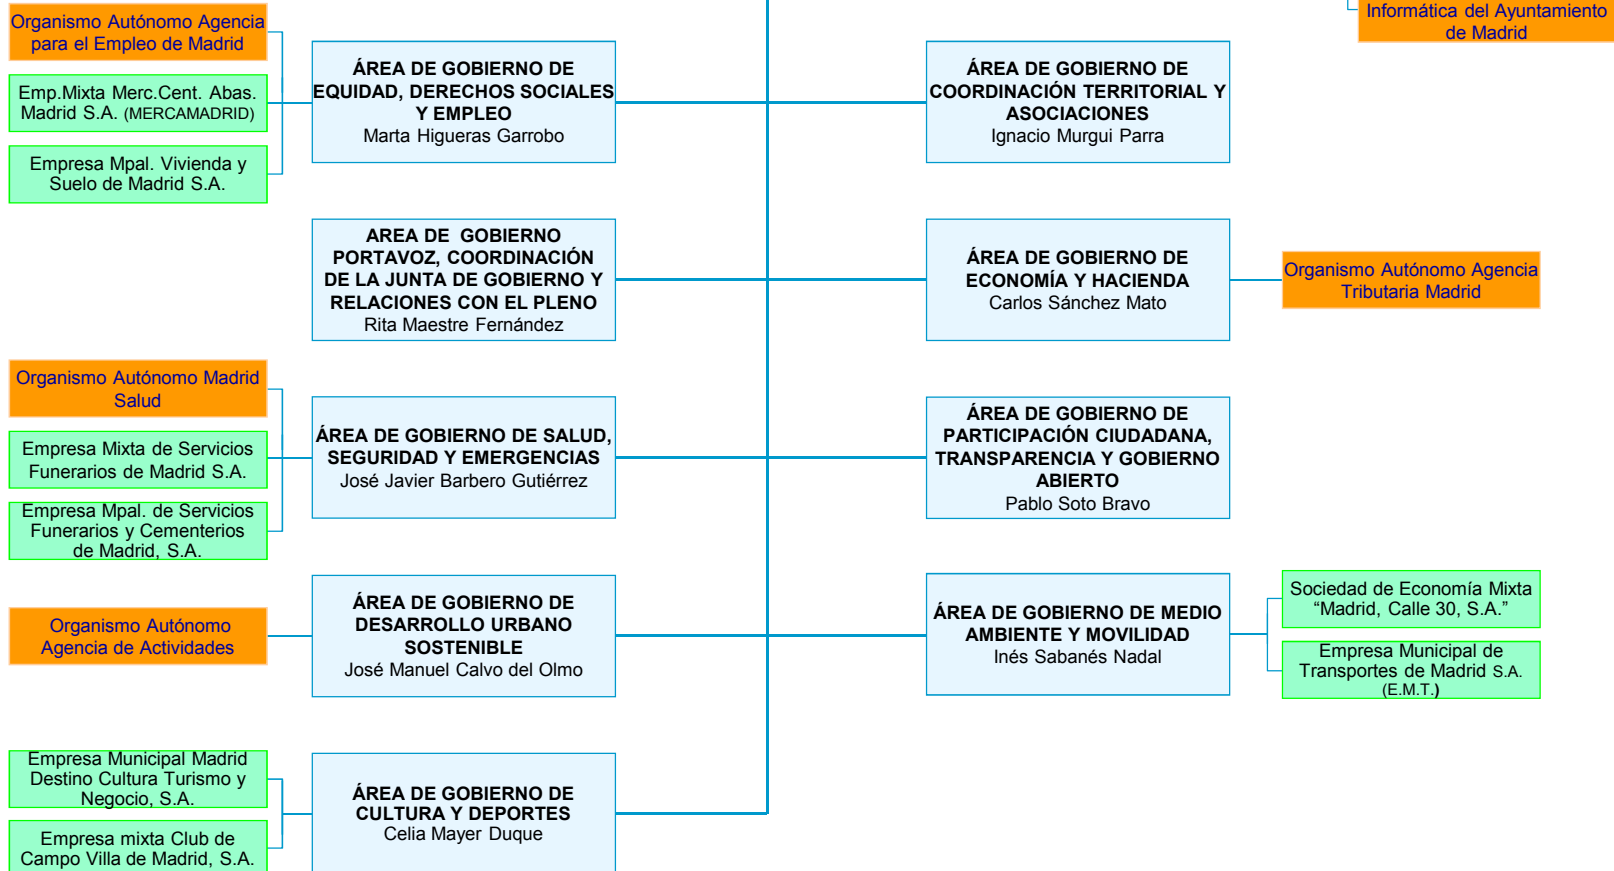 Organismo Autónomo Agencia
para el Empleo de Madrid
Emp.Mixta Merc.Cent. Abas.
Madrid S.A. (MERCAMADRID)
Empresa Mpal. Vivienda y
Suelo de Madrid S.A.
ÁREA DE GOBIERNO DE
EQUIDAD, DERECHOS SOCIALES
Y EMPLEO
Marta Higueras Garrobo
ÁREA DE GOBIERNO DE
COORDINACIÓN TERRITORIAL Y
ASOCIACIONES
Ignacio Murgui Parra
Informática del Ayuntamiento
de Madrid
AREA DE GOBIERNO
PORTAVOZ, COORDINACIÓN
DE LA JUNTA DE GOBIERNO Y
RELACIONES CON EL PLENO
Rita Maestre Fernández
ÁREA DE GOBIERNO DE
ECONOMÍA Y HACIENDA
Carlos Sánchez Mato
Organismo Autónomo Agencia
Tributaria Madrid
Organismo Autónomo Madrid
Salud
Empresa Mixta de Servicios
Funerarios de Madrid S.A.
Empresa Mpal. de Servicios
Funerarios y Cementerios
de Madrid, S.A.
ÁREA DE GOBIERNO DE SALUD,
SEGURIDAD Y EMERGENCIAS
José Javier Barbero Gutiérrez
ÁREA DE GOBIERNO DE
PARTICIPACIÓN CIUDADANA,
TRANSPARENCIA Y GOBIERNO
ABIERTO
Pablo Soto Bravo
Organismo Autónomo
Agencia de Actividades
ÁREA DE GOBIERNO DE
DESARROLLO URBANO
SOSTENIBLE
José Manuel Calvo del Olmo
ÁREA DE GOBIERNO DE MEDIO
AMBIENTE Y MOVILIDAD
Inés Sabanés Nadal
Sociedad de Economía Mixta
“Madrid, Calle 30, S.A.”
Empresa Municipal de
Transportes de Madrid S.A.
(E.M.T.)
Empresa Municipal Madrid
Destino Cultura Turismo y
Negocio, S.A.
Empresa mixta Club de
Campo Villa de Madrid, S.A.
ÁREA DE GOBIERNO DE
CULTURA Y DEPORTES
Celia Mayer Duque